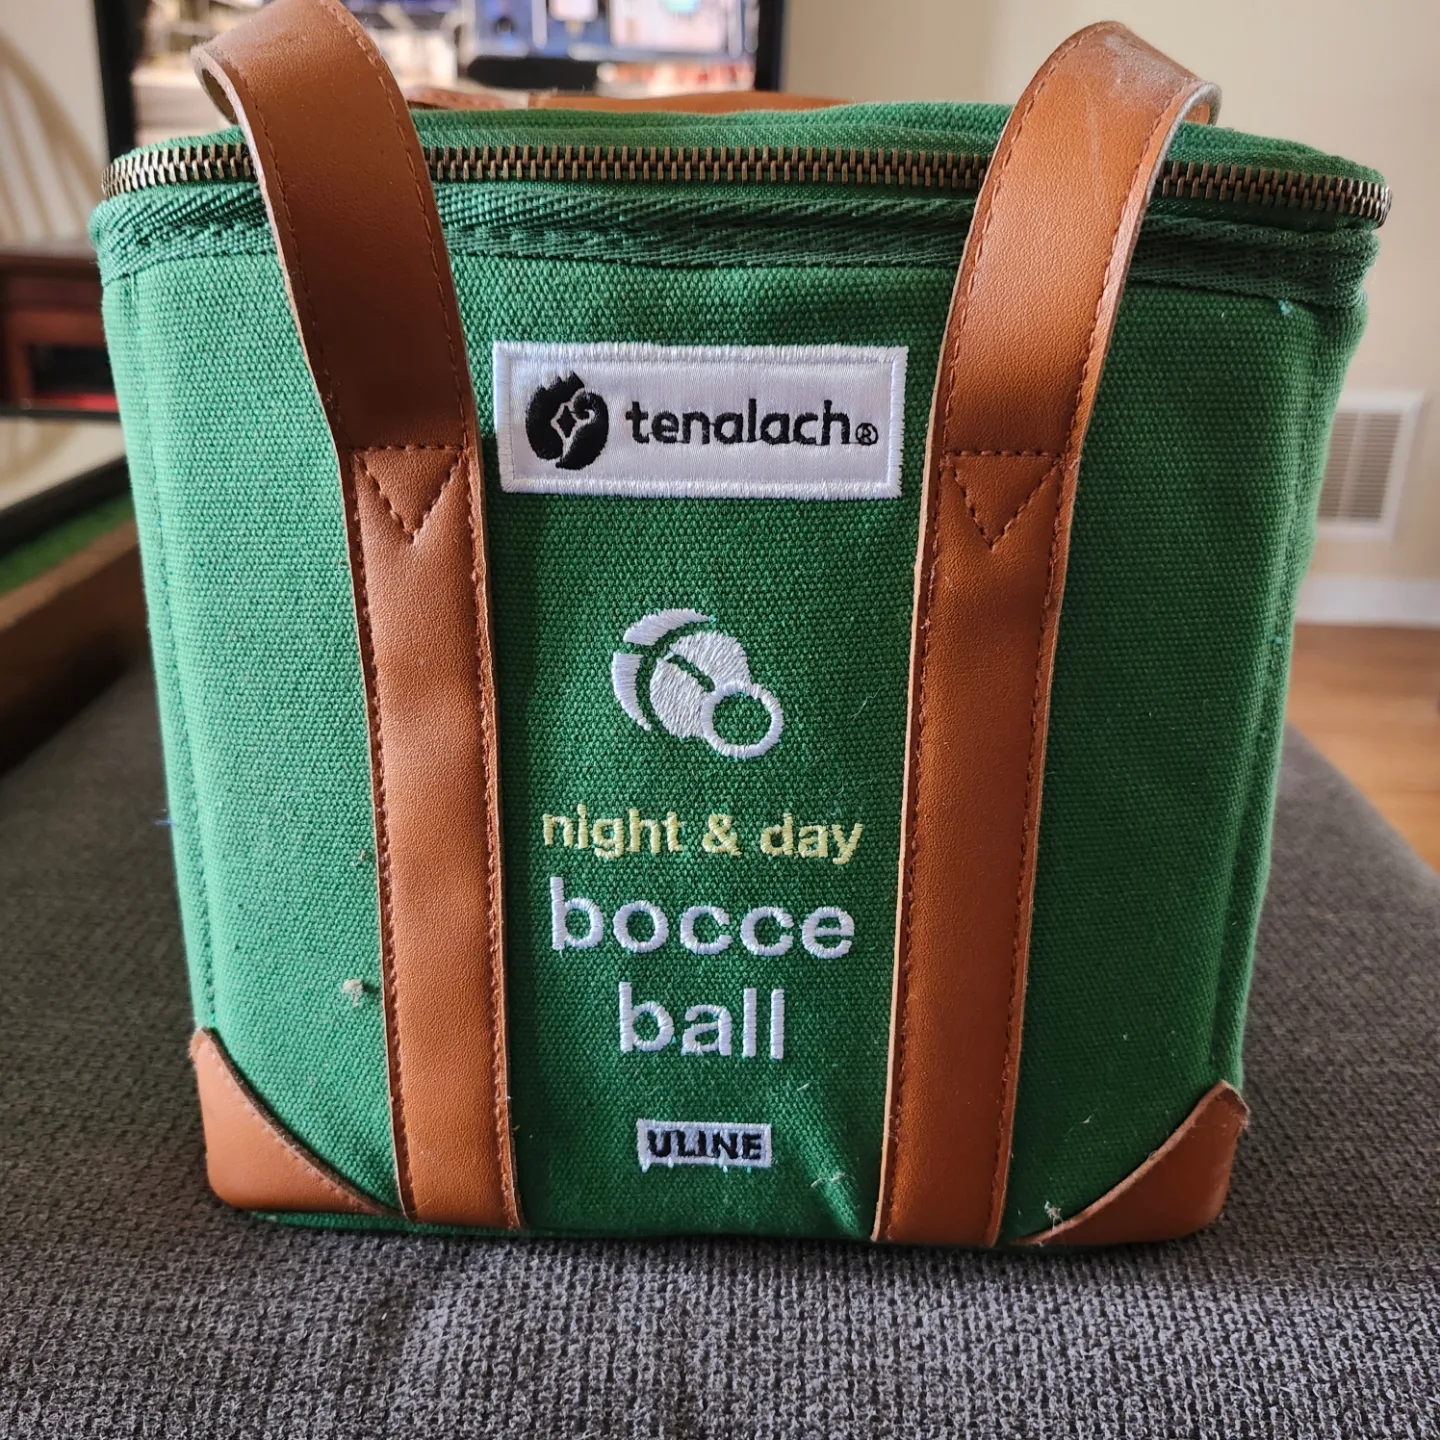 tenalach®
night & day
bocce
ball
ULINE